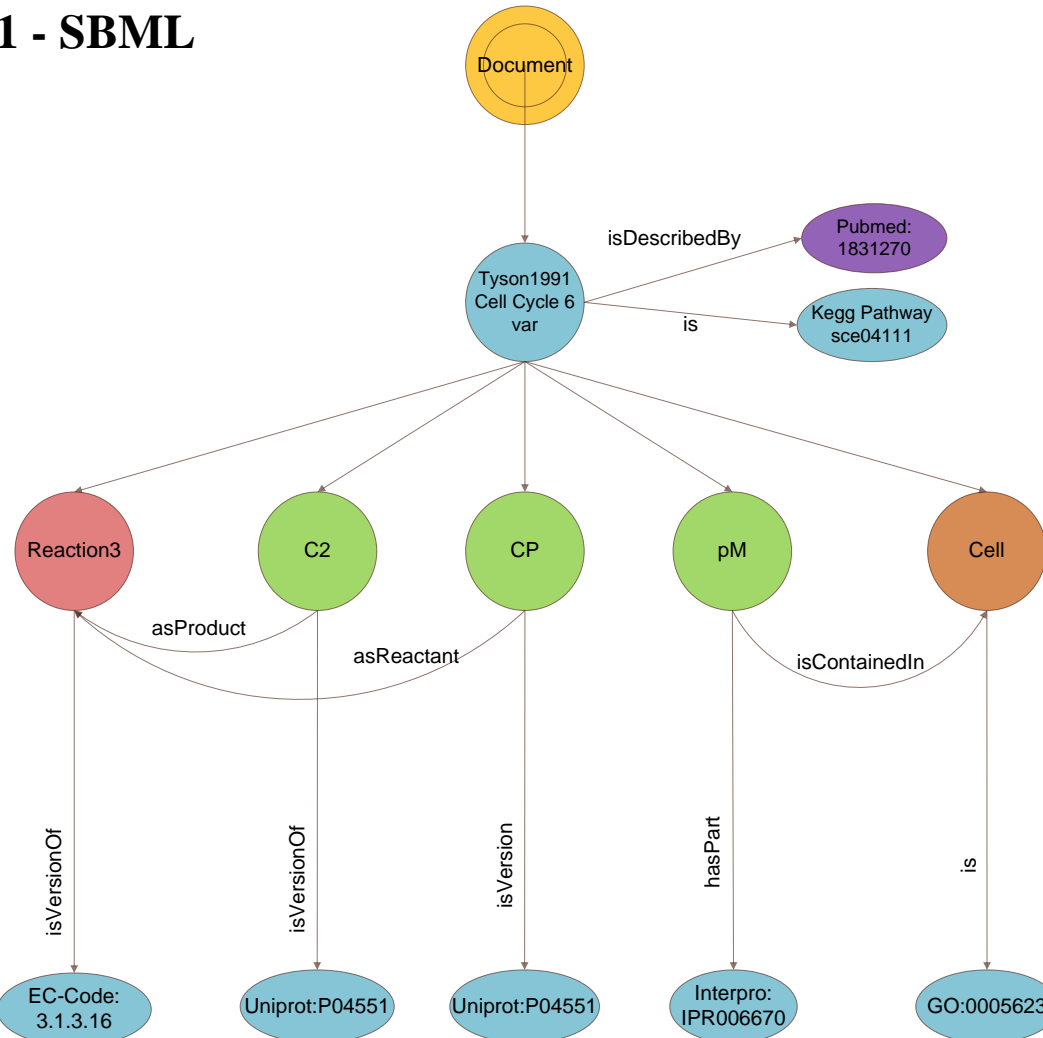 1 - SBML
Document
isDescribedBy
Pubmed:
1831270
Tyson1991
Cell Cycle 6
var
is
Kegg Pathway
sce04111
Reaction3
C2
CP
pM
Cell
asProduct
asReactant
isContainedIn
isVersionOf
isVersionOf
isVersion
hasPart
is
EC-Code:
3.1.3.16
Uniprot:P04551
Uniprot:P04551
Interpro:
IPR006670
GO:0005623